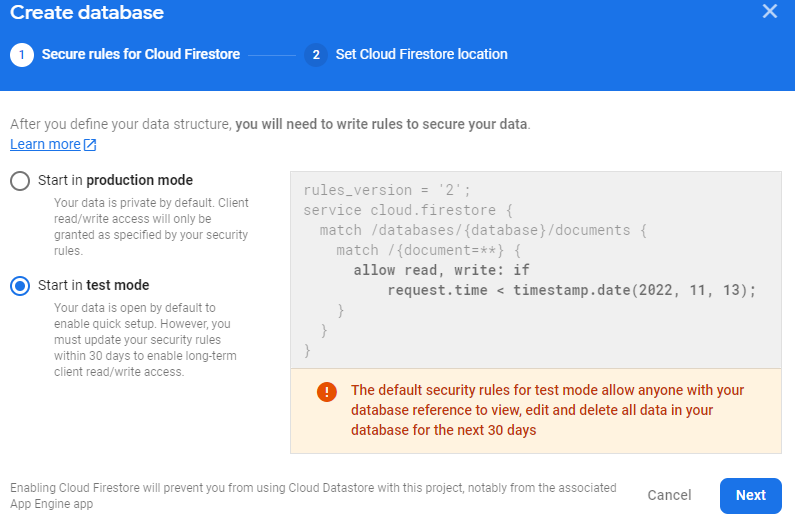 Create database
1 Secure rules for Cloud Firestore 2 Set Cloud Firestore location
After you define your data structure, you will need to write rules to secure your data.
Learn more
Start in production mode
Your data is private by default. Client
read/write access will only be
granted as specified by your security
rules.
Start in test mode
Your data is open by default to
enable quick setup. However, you
must update your security rules
within 30 days to enable long-term
client read/write access.
rules_version = '2';
service cloud.firestore {
  match /databases/{database}/documents {
    match /{document=**} {
      allow read, write: if
          request.time < timestamp.date(2022, 11, 13);
    }
  }
}
! The default security rules for test mode allow anyone with your
database reference to view, edit and delete all data in your
database for the next 30 days
Enabling Cloud Firestore will prevent you from using Cloud Datastore with this project, notably from the associated
App Engine app
Cancel Next